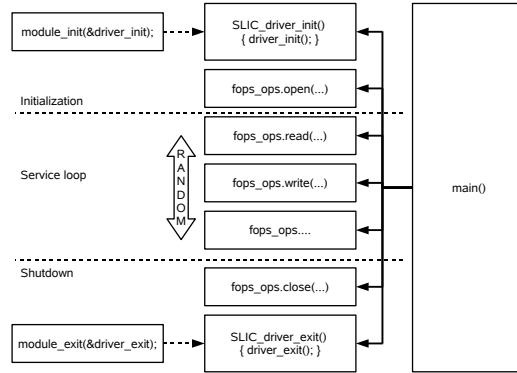 module_init(&driver_init);
SLIC_driver_init()
{ driver_init(); }
fops_ops.open(...)
Initialization
fops_ops.read(...)
Service loop
RANDOM
fops_ops.write(...)
main()
fops_ops....
Shutdown
fops_ops.close(...)
module_exit(&driver_exit);
SLIC_driver_exit()
{ driver_exit(); }